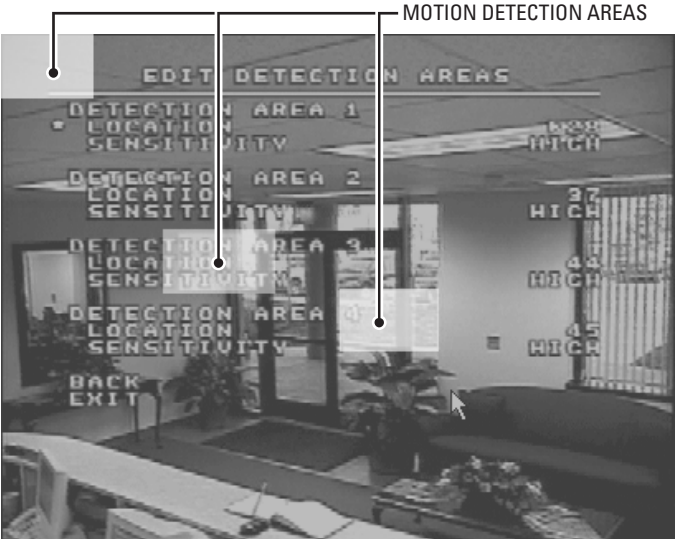 MOTION DETECTION AREAS
EDIT DETECTION AREAS
DETECTION AREA 1
* LOCATION
SENSITIVITY HIGH
DETECTION AREA 2
LOCATION 37
SENSITIVITY HIGH
DETECTION AREA 3
LOCATION 44
SENSITIVITY HIGH
DETECTION AREA 4
LOCATION 45
SENSITIVITY HIGH
BACK
EXIT